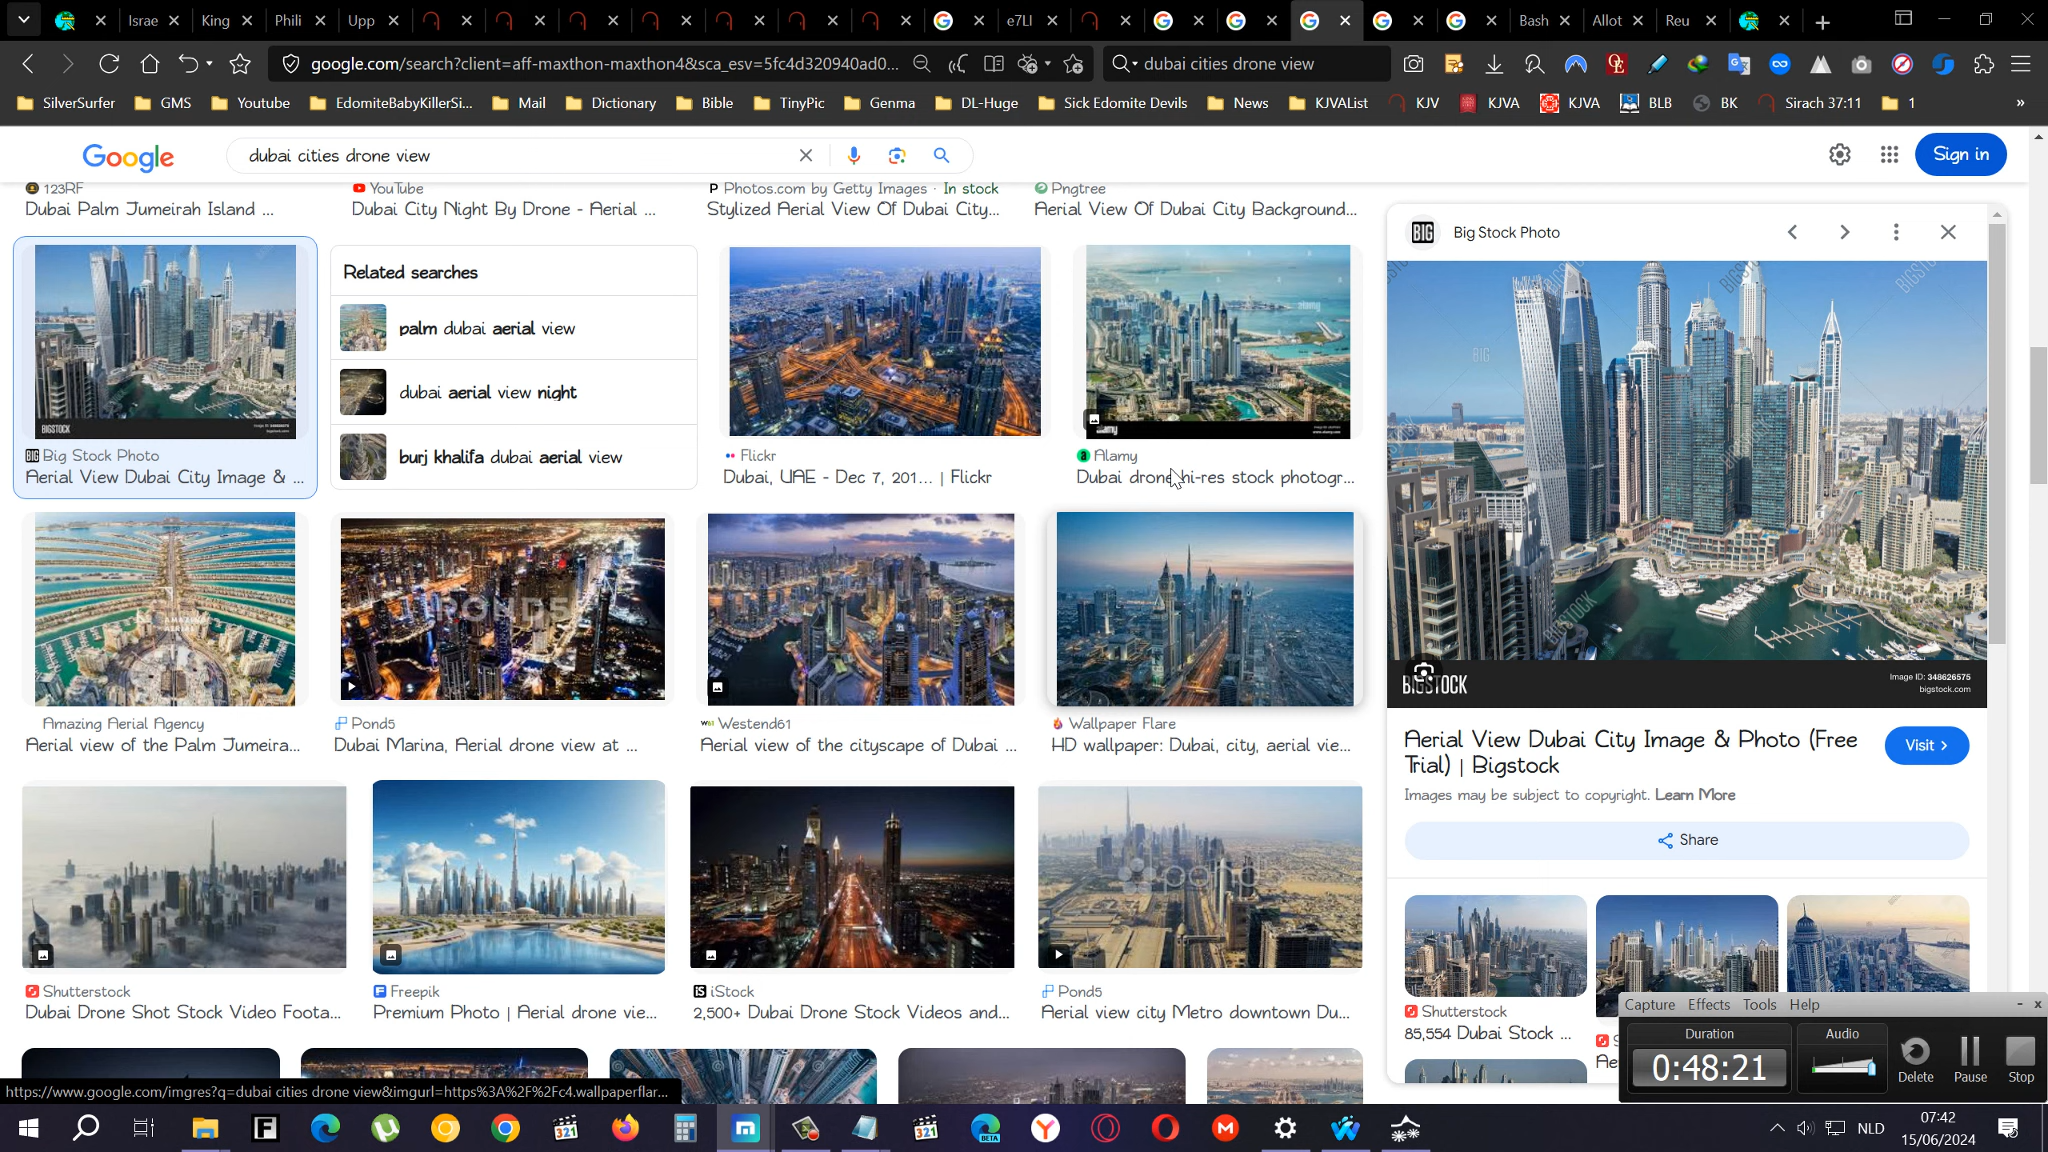 Israe
King
Phili
Upp
e7LI
Bash
Allot
Reu
google.com/search?client=aff-maxthon-maxthon4&sca_esv=5fc4d320940ad0...
dubai cities drone view
SilverSurfer
GMS
Youtube
EdomiteBabyKillerSi...
Mail
Dictionary
Bible
TinyPic
Genma
DL-Huge
Sick Edomite Devils
News
KJVAList
KJV
KJVA
KJVA
BLB
BK
Sirach 37:11
1
Google
dubai cities drone view
Sign in
123RF
Dubai Palm Jumeirah Island ...
YouTube
Dubai City Night By Drone - Aerial ...
Photos.com by Getty Images · In stock
Stylized Aerial View Of Dubai City...
Pngtree
Aerial View Of Dubai City Background...
BIGSTOCK
Big Stock Photo
Aerial View Dubai City Image & ...
Related searches
palm dubai aerial view
dubai aerial view night
burj khalifa dubai aerial view
Flickr
Dubai, UAE - Dec 7, 201... | Flickr
alamy
Alamy
Dubai drone hi-res stock photogr...
Amazing Aerial Agency
Aerial view of the Palm Jumeira...
POND5
Pond5
Dubai Marina, Aerial drone view at ...
Westend61
Aerial view of the cityscape of Dubai ...
Wallpaper Flare
HD wallpaper: Dubai, city, aerial vie...
Shutterstock
Dubai Drone Shot Stock Video Foota...
Freepik
Premium Photo | Aerial drone vie...
iStock
2,500+ Dubai Drone Stock Videos and...
Pond5
Aerial view city Metro downtown Du...
BIG
Big Stock Photo
BIGSTOCK
Image ID: 348626575
bigstock.com
Aerial View Dubai City Image & Photo (Free
Trial) | Bigstock
Visit
Images may be subject to copyright. Learn More
Share
Shutterstock
85,554 Dubai Stock ...
Capture Effects Tools Help
Duration
0:48:21
Audio
Delete
Pause
Stop
https://www.google.com/imgres?q=dubai cities drone view&imgurl=https%3A%2F%2Fc4.wallpaperflar...
321
321
BETA
NLD
07:42
15/06/2024